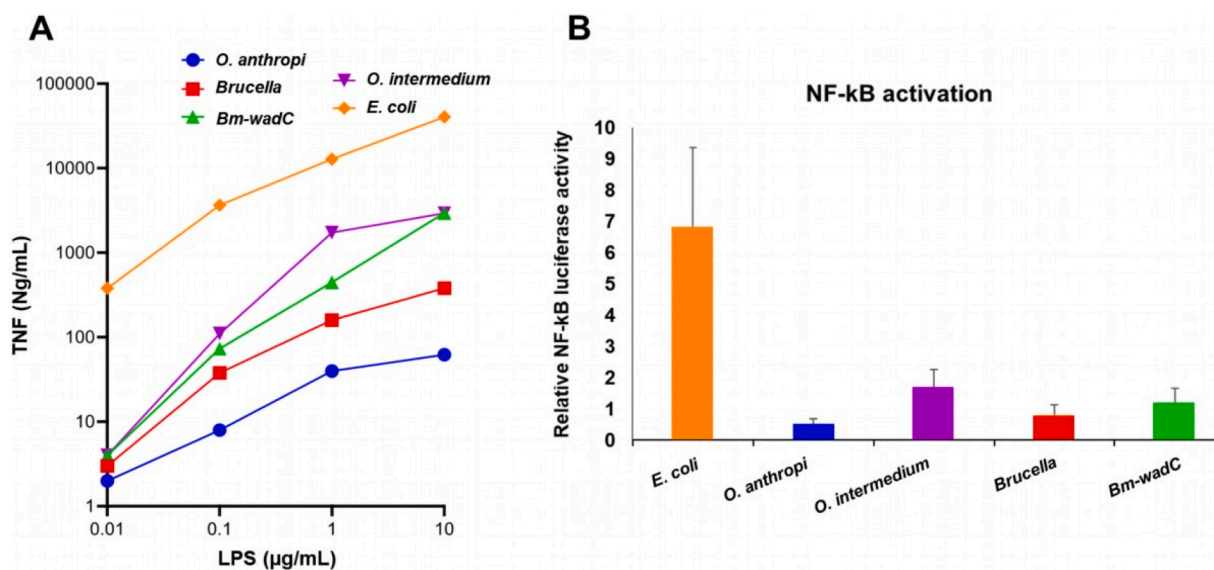 A
O. anthropi
Brucella
Bm-wadC
O. intermedium
E. coli
TNF (Ng/mL)
100000
10000
1000
100
10
1
0.01 0.1 1 10
LPS (µg/mL)
B
NF-kB activation
Relative NF-kB luciferase activity
10
9
8
7
6
5
4
3
2
1
0
E. coli
O. anthropi
O. intermedium
Brucella
Bm-wadC